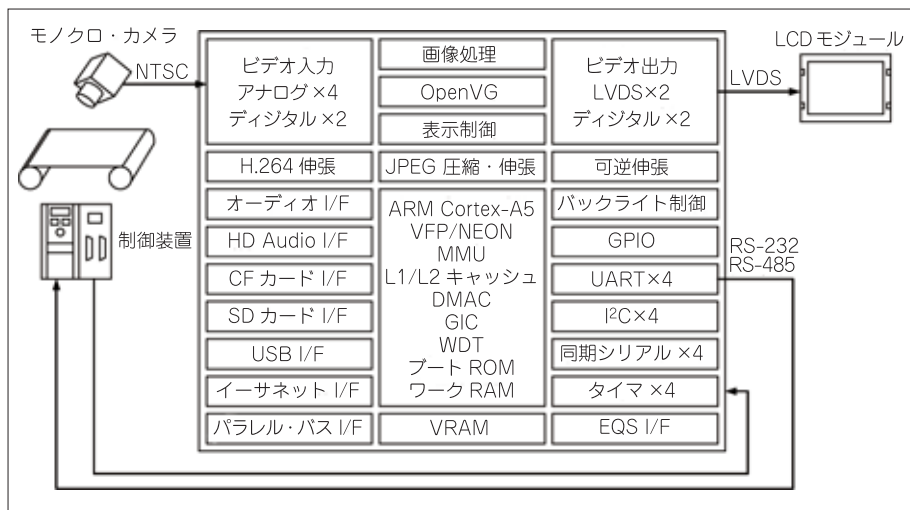 モノクロ・カメラ
NTSC
制御装置
ビデオ入力
アナログ×4
ディジタル×2
H.264 伸張
オーディオ I/F
HD Audio I/F
CF カード I/F
SD カード I/F
USB I/F
イーサネット I/F
パラレル・バス I/F
画像処理
OpenVG
表示制御
JPEG 圧縮・伸張
ARM Cortex-A5
VFP/NEON
MMU
L1/L2 キャッシュ
DMAC
GIC
WDT
ブート ROM
ワーク RAM
VRAM
ビデオ出力
LVDS×2
ディジタル×2
可逆伸張
バックライト制御
GPIO
UART×4
I²C×4
同期シリアル ×4
タイマ ×4
EQS I/F
LCD モジュール
LVDS
RS-232
RS-485